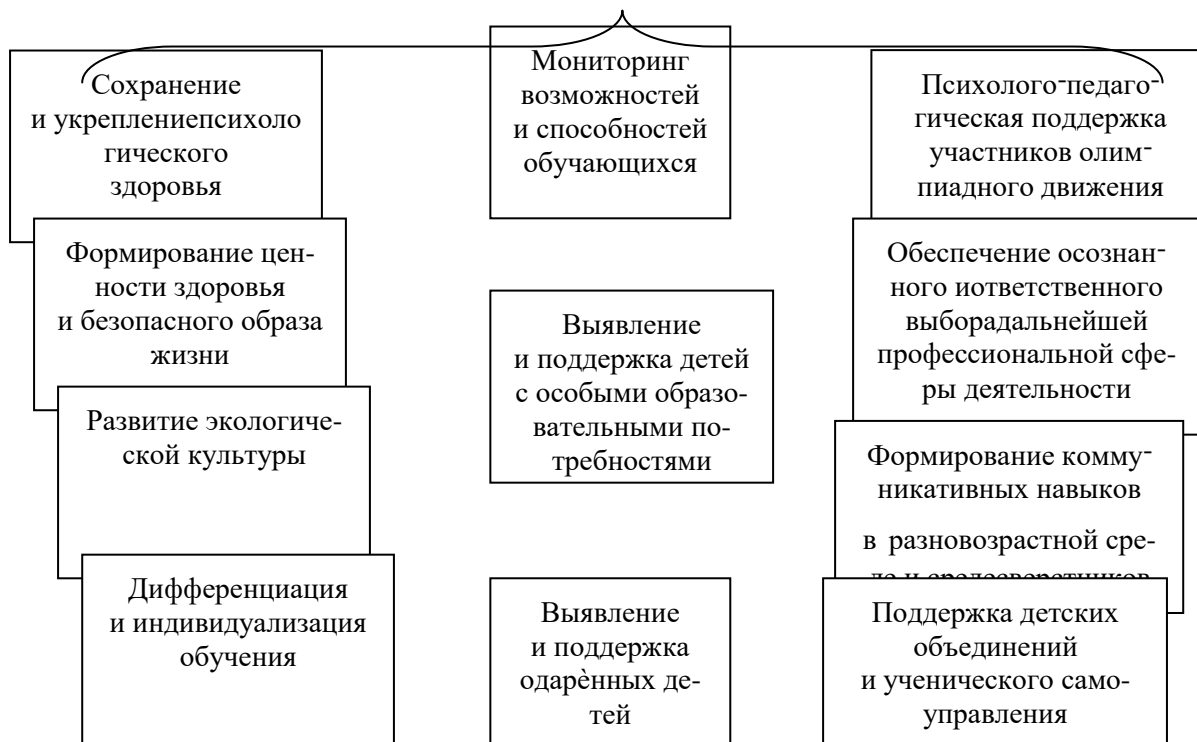 Сохранение
и укреплениепсихоло
гического
здоровья
Формирование цен-
ности здоровья
и безопасного образа
жизни
Развитие экологиче-
ской культуры
Дифференциация
и индивидуализация
обучения
Мониторинг
возможностей
и способностей
обучающихся
Выявление
и поддержка детей
с особыми образо-
вательными по-
требностями
Выявление
и поддержка
одарѐнных де-
тей
Психолого-педаго-
гическая поддержка
участников олим-
пиадного движения
Обеспечение осознан-
ного иответственного
выборадальнейшей
профессиональной сфе-
ры деятельности
Формирование комму-
никативных навыков
в разновозрастной сре-
Поддержка детских
объединений
и ученического само-
управления